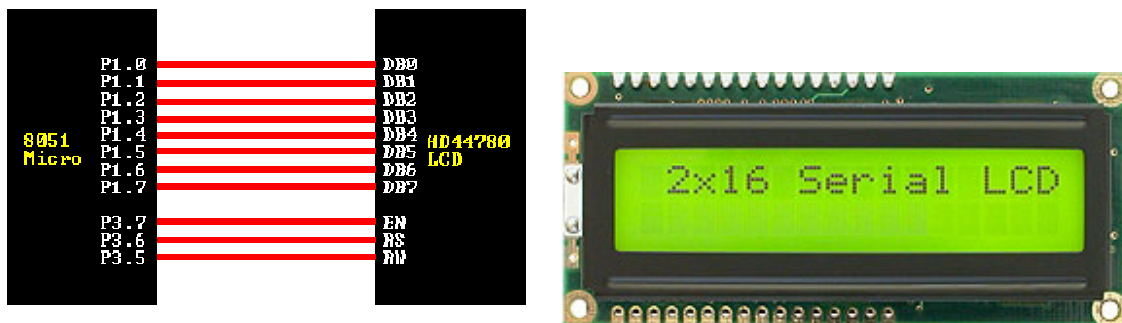 P1.0 DB0
P1.1 DB1
P1.2 DB2
P1.3 DB3
P1.4 DB4
P1.5 DB5
P1.6 DB6
P1.7 DB7
8051
Micro
HD44780
LCD
P3.7 EN
P3.6 RS
P3.5 RW
2x16 Serial LCD